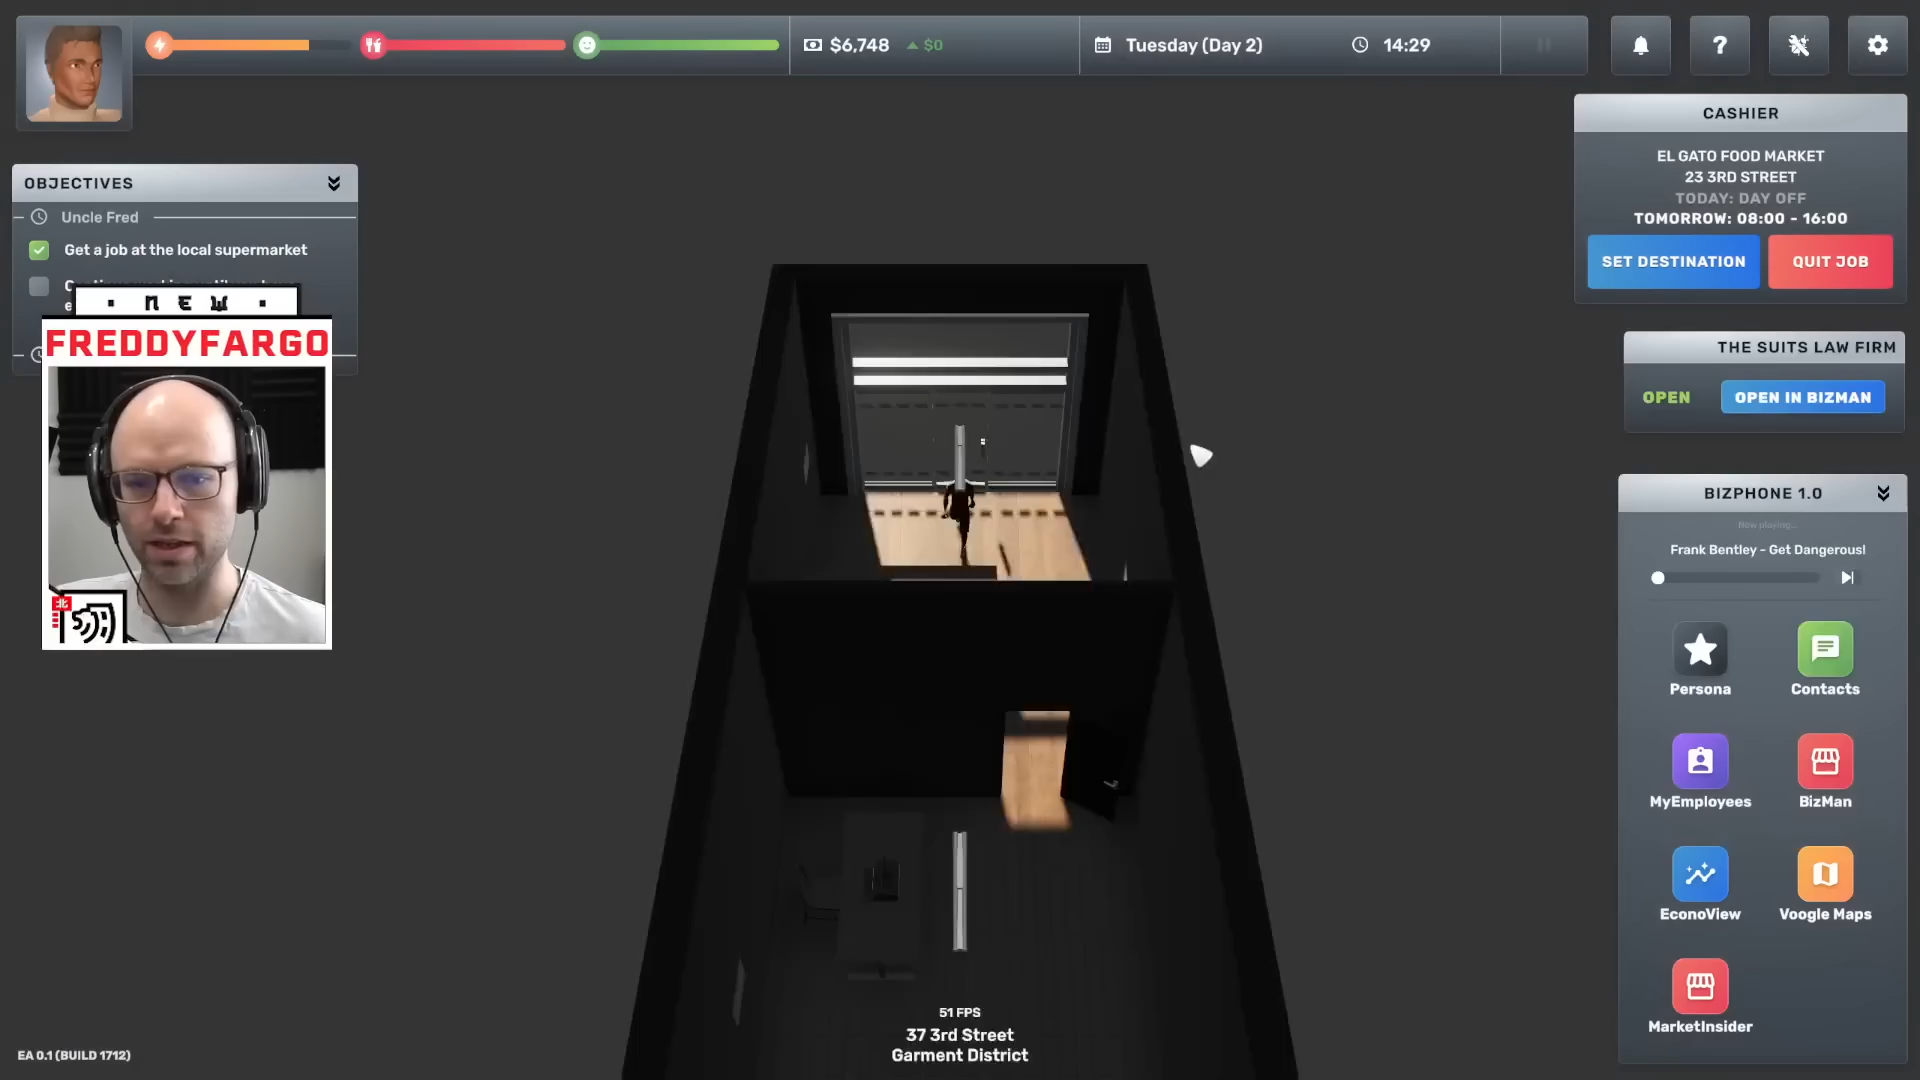 $6,748
$0
Tuesday (Day 2)
14:29
?
CASHIER
EL GATO FOOD MARKET
23 3RD STREET
TODAY: DAY OFF
TOMORROW: 08:00 - 16:00
SET DESTINATION
QUIT JOB
OBJECTIVES
Uncle Fred
Get a job at the local supermarket
NEW
FREDDYFARGO
THE SUITS LAW FIRM
OPEN
OPEN IN BIZMAN
BIZPHONE 1.0
Now playing...
Frank Bentley - Get Dangerous!
Persona
Contacts
MyEmployees
BizMan
EconoView
Voogle Maps
MarketInsider
51 FPS
37 3rd Street
Garment District
EA 0.1 (BUILD 1712)